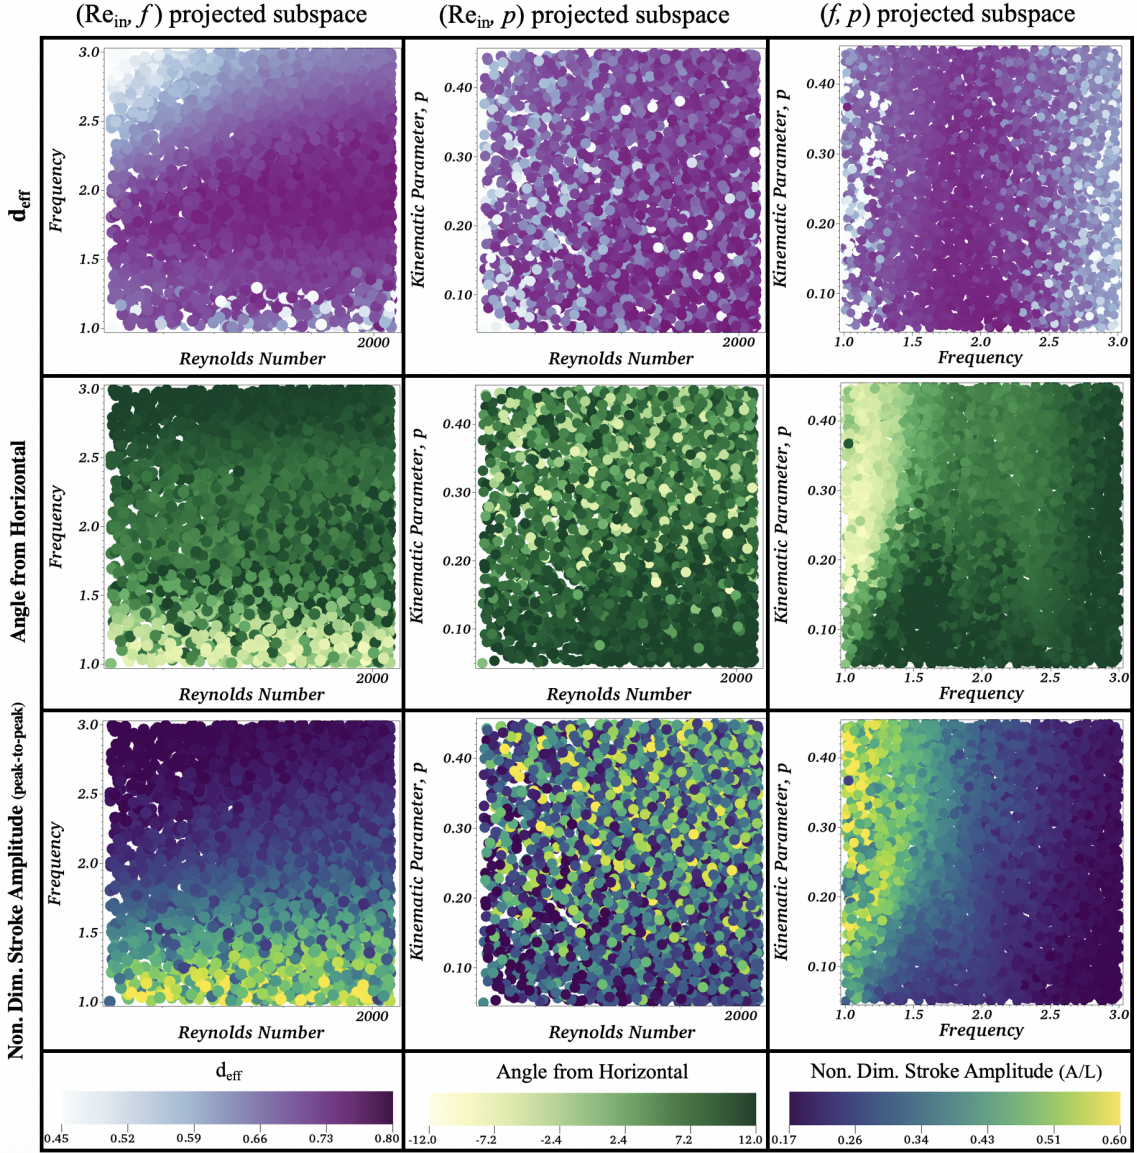 (Re_in, f) projected subspace (Re_in, p) projected subspace (f, p) projected subspace
d_eff
3.0
2.5
2.0
1.5
1.0
Frequency
2000
Reynolds Number
0.40
0.30
0.20
0.10
Kinematic Parameter, p
2000
Reynolds Number
0.40
0.30
0.20
0.10
Kinematic Parameter, p
1.0 1.5 2.0 2.5 3.0
Frequency
Angle from Horizontal
3.0
2.5
2.0
1.5
1.0
Frequency
2000
Reynolds Number
0.40
0.30
0.20
0.10
Kinematic Parameter, p
2000
Reynolds Number
0.40
0.30
0.20
0.10
Kinematic Parameter, p
1.0 1.5 2.0 2.5 3.0
Frequency
Non. Dim. Stroke Amplitude (peak-to-peak)
3.0
2.5
2.0
1.5
1.0
Frequency
2000
Reynolds Number
0.40
0.30
0.20
0.10
Kinematic Parameter, p
2000
Reynolds Number
0.40
0.30
0.20
0.10
Kinematic Parameter, p
1.0 1.5 2.0 2.5 3.0
Frequency
d_eff
0.45 0.52 0.59 0.66 0.73 0.80
Angle from Horizontal
-12.0 -7.2 -2.4 2.4 7.2 12.0
Non. Dim. Stroke Amplitude (A/L)
0.17 0.26 0.34 0.43 0.51 0.60